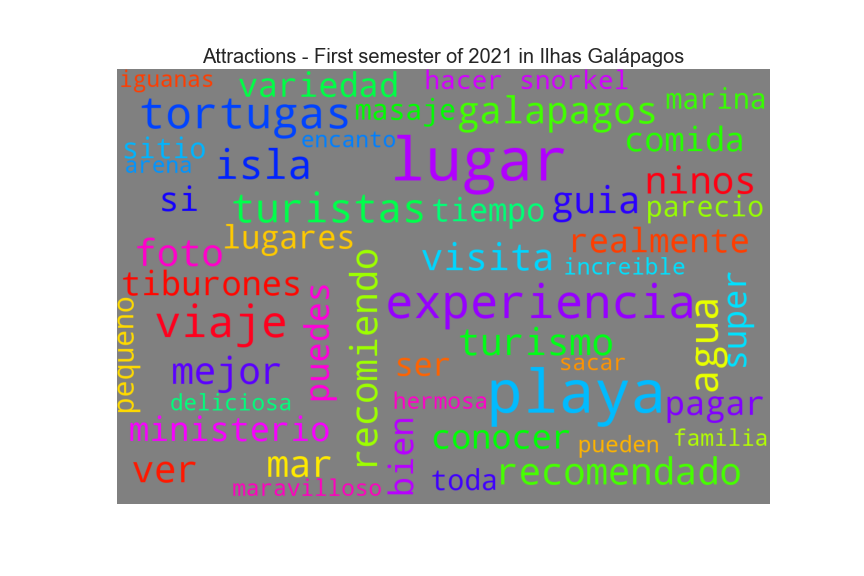 Attractions - First semester of 2021 in Ilhas Galápagos
iguanas
variedad
hacer snorkel
marina
tortugas
masaje
galapagos
comida
encanto
sitio
arena
isla
lugar
ninos
si
turistas
tiempo
guia
parecio
lugares
foto
visita
realmente
increible
tiburones
viaje
puedes
recomiendo
experiencia
agua
super
pequeno
mejor
turismo
ser
sacar
deliciosa
hermosa
playa
pagar
ministerio
bien
conocer
pueden
familia
ver
mar
maravilloso
toda
recomendado